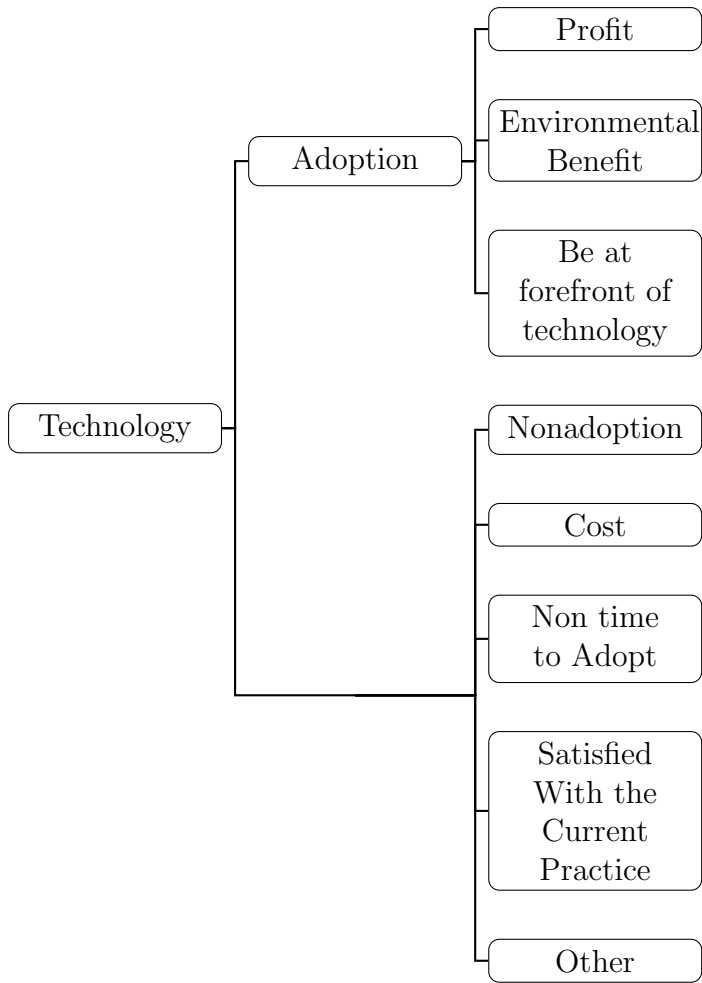 Profit
Environmental
Benefit
Adoption
Be at
forefront of
technology
Technology
Nonadoption
Cost
Non time
to Adopt
Satisfied
With the
Current
Practice
Other